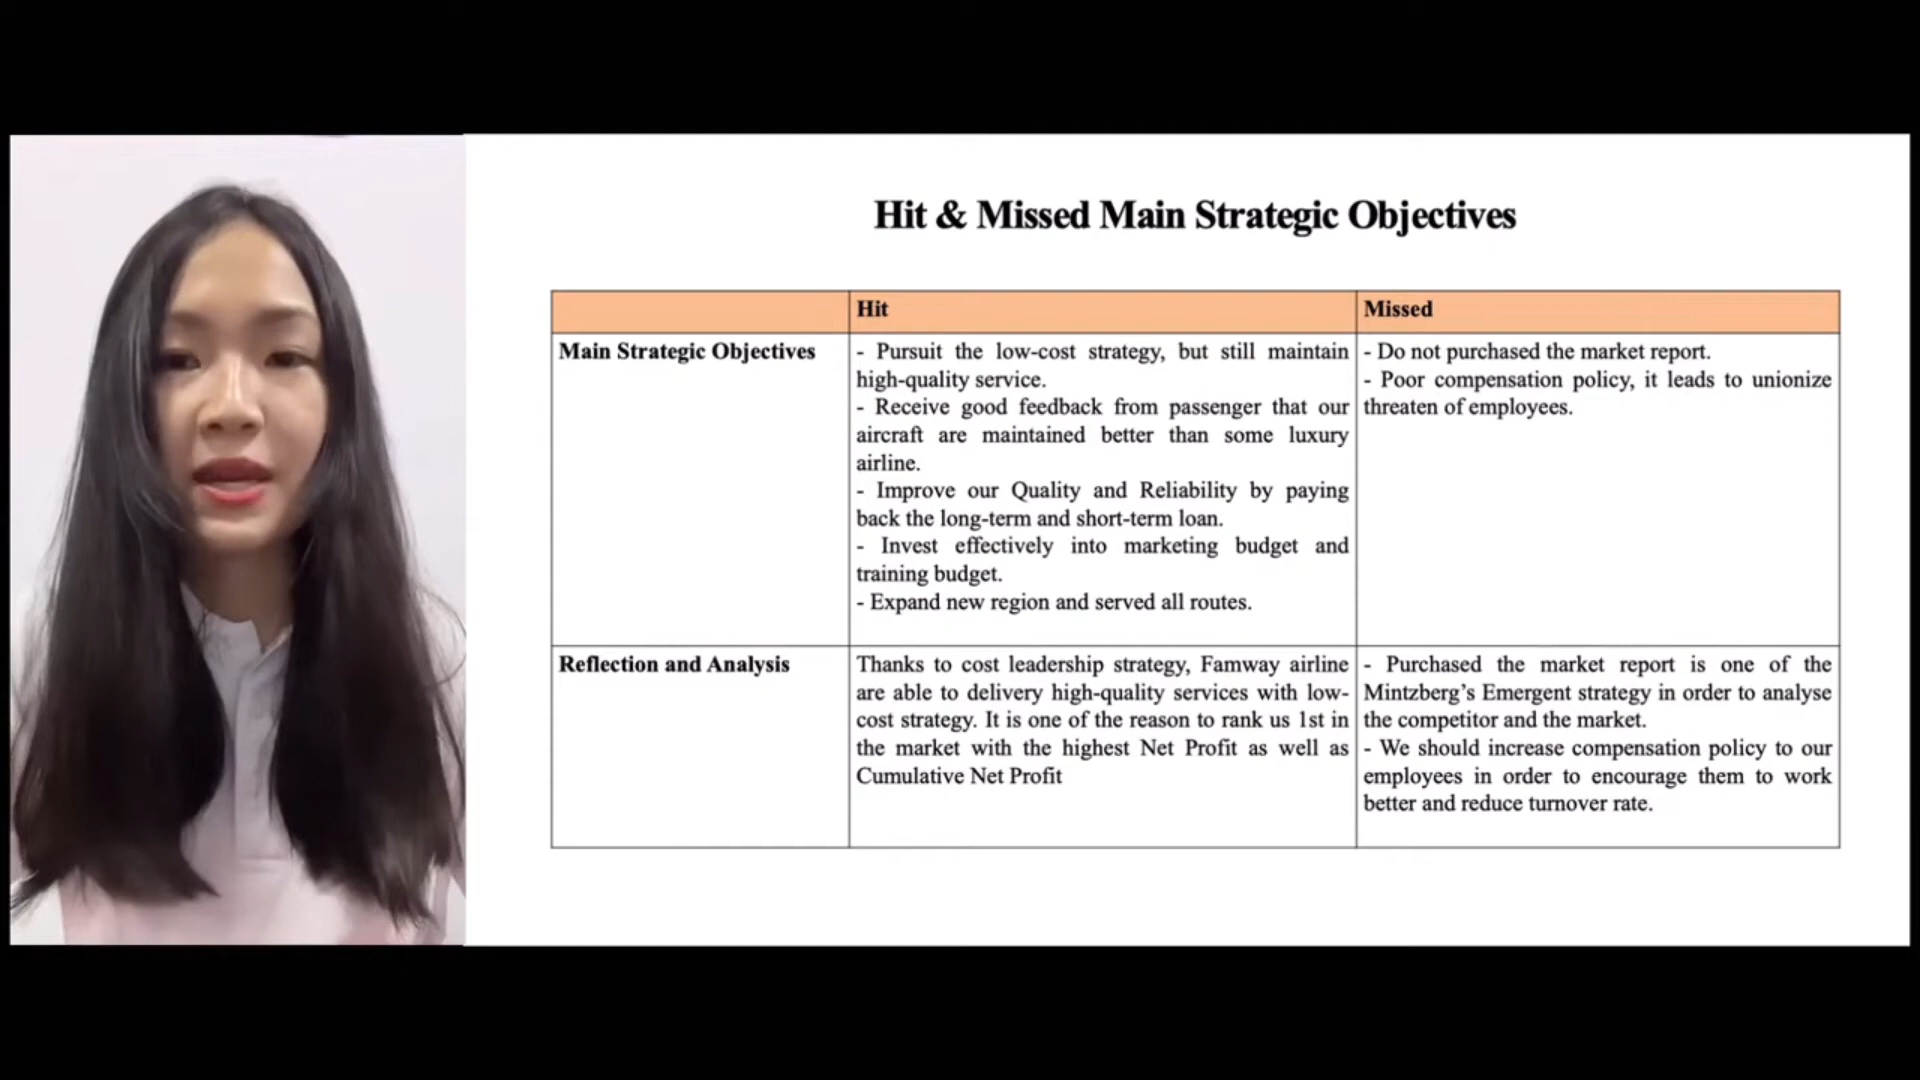 Hit & Missed Main Strategic Objectives
Hit
Missed
Main Strategic Objectives
- Pursuit the low-cost strategy, but still maintain
high-quality service.
- Receive good feedback from passenger that our
aircraft are maintained better than some luxury
airline.
- Improve our Quality and Reliability by paying
back the long-term and short-term loan.
- Invest effectively into marketing budget and
training budget.
- Expand new region and served all routes.
- Do not purchased the market report.
- Poor compensation policy, it leads to unionize
threaten of employees.
Reflection and Analysis
Thanks to cost leadership strategy, Famway airline
are able to delivery high-quality services with low-
cost strategy. It is one of the reason to rank us 1st in
the market with the highest Net Profit as well as
Cumulative Net Profit
- Purchased the market report is one of the
Mintzberg's Emergent strategy in order to analyse
the competitor and the market.
- We should increase compensation policy to our
employees in order to encourage them to work
better and reduce turnover rate.